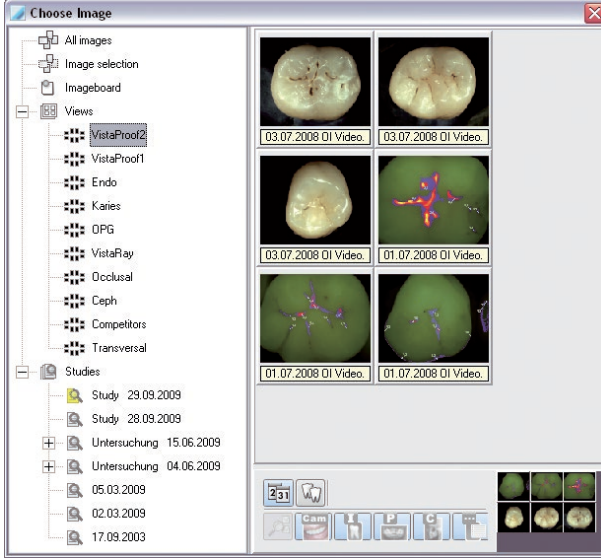 Choose Image
All images
Image selection
Imageboard
Views
VistaProof2
VistaProof1
Endo
Karies
OPG
VistaRay
Occlusal
Ceph
Competitors
Transversal
Studies
Study 29.09.2009
Study 28.09.2009
Untersuchung 15.06.2009
Untersuchung 04.06.2009
05.03.2009
02.03.2009
17.09.2003
03.07.2008 OI Video.
03.07.2008 OI Video.
03.07.2008 OI Video.
01.07.2008 OI Video.
01.07.2008 OI Video.
01.07.2008 OI Video.
2 31
Cam
I
P
C